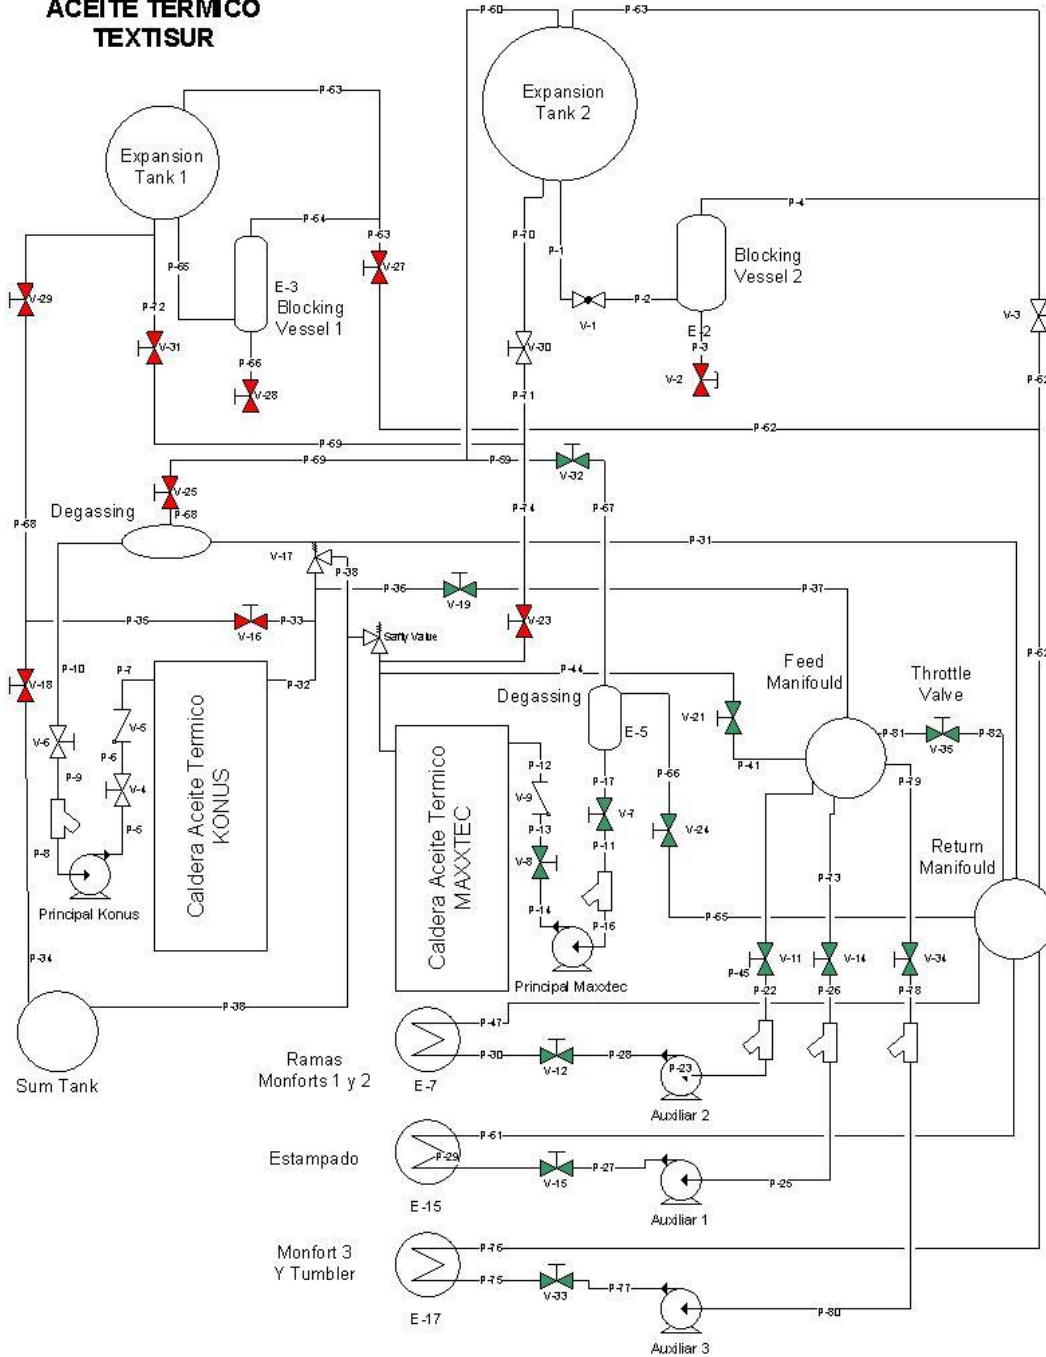 ACEITE TERMICO
TEXTISUR
P-60
P-63
P-63
Expansion
Tank 2
Expansion
Tank 1
P-64
P-63
P-4
P-65
P-70
P-1
E-3
Blocking
Vessel 1
V-27
Blocking
Vessel 2
V-29
P-72
P-2
V-1
E-2
V-3
V-31
P-66
V-30
P-3
V-28
P-71
V-2
P-62
P-69
P-62
P-69
P-59
V-32
V-25
P-68
P-68
Degassing
P-74
P-67
V-17
P-38
P-31
P-36
V-19
P-37
P-35
V-16
P-33
V-23
Safty Value
P-10
P-7
P-32
P-44
Feed
Manifould
Throttle
Valve
P-62
V-18
Degassing
V-21
V-5
V-6
P-6
E-5
P-81
V-35
P-82
P-9
V-4
P-12
P-41
P-79
P-66
P-17
V-9
P-5
P-13
V-7
V-24
P-8
Caldera Aceite Termico
KONUS
Caldera Aceite Termico
MAXXTEC
V-8
P-11
P-73
Return
Manifould
Principal Konus
P-14
P-16
P-65
P-34
P-45
V-11
V-14
V-34
Principal Maxxtec
P-22
P-26
P-78
P-38
P-47
Sum Tank
Ramas
Monforts 1 y 2
P-30
P-28
P-23
E-7
V-12
Auxiliar 2
P-61
Estampado
P-29
P-27
V-15
P-25
E-15
Auxiliar 1
Monfort 3
Y Tumbler
P-76
P-75
P-77
V-33
P-80
E-17
Auxiliar 3